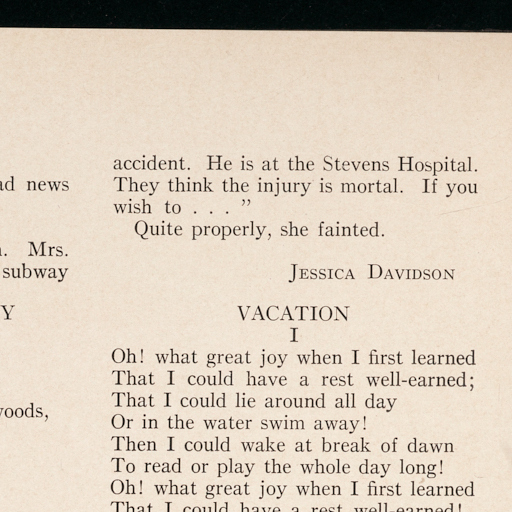 news
Mrs.
subway
Y
woods,
accident. He is at the Stevens Hospital.
They think the injury is mortal. If you
wish to . . . ”
Quite properly, she fainted.
JESSICA DAVIDSON
VACATION
I
Oh! what great joy when I first learned
That I could have a rest well-earned;
That I could lie around all day
Or in the water swim away!
Then I could wake at break of dawn
To read or play the whole day long!
Oh! what great joy when I first learned
That I could have a rest well-earned!